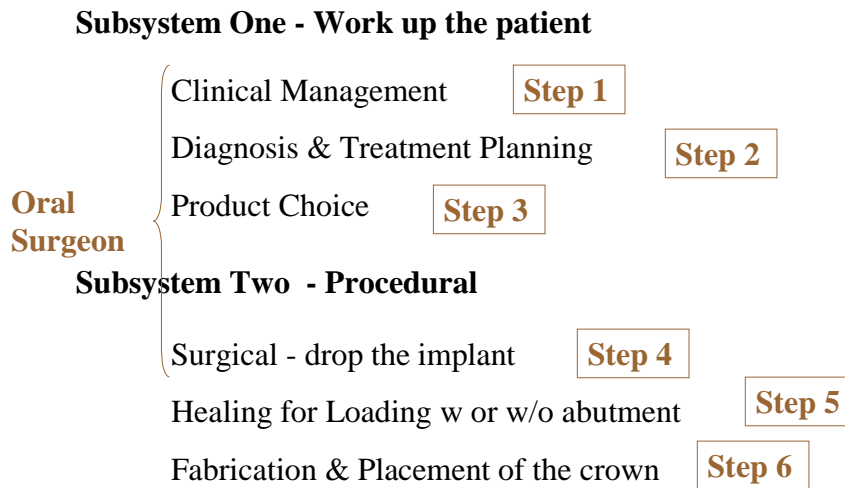 Subsystem One - Work up the patient
Clinical Management Step 1
Diagnosis & Treatment Planning Step 2
Oral
Surgeon
Product Choice Step 3
Subsystem Two - Procedural
Surgical - drop the implant Step 4
Healing for Loading w or w/o abutment Step 5
Fabrication & Placement of the crown Step 6